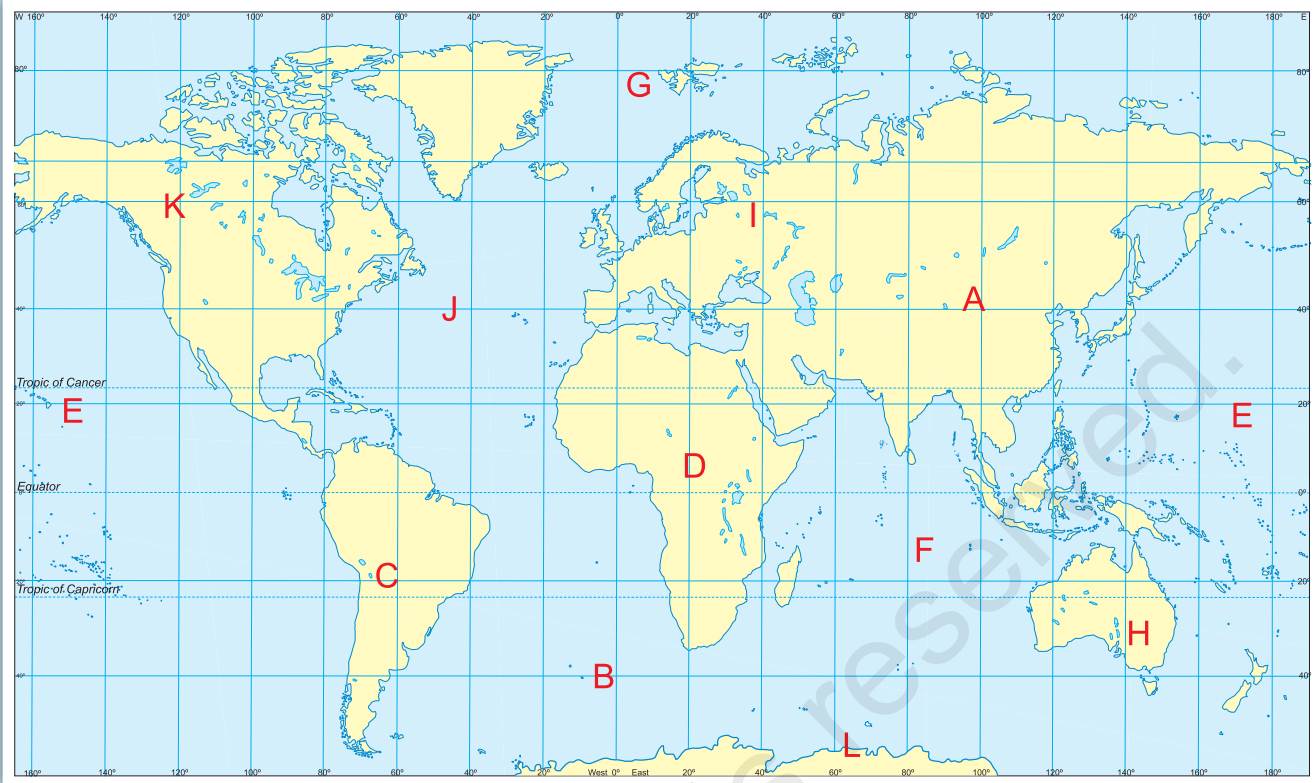 W 160° 140° 120° 100° 80° 60° 40° 20° 0° 20° 40° 60° 80° 100° 120° 140° 160° 180° E
80° 80°
G
K
60° 60°
I
A
40° 40°
J
Tropic of Cancer
20° 20°
E E
D
Equator
0° 0°
F
C
20° 20°
Tropic of Capricorn
H
B
40° 40°
L
160° 140° 120° 100° 80° 60° 40° 20° West 0° East 20° 40° 60° 80° 100° 120° 140° 160° 180°
s reserved.